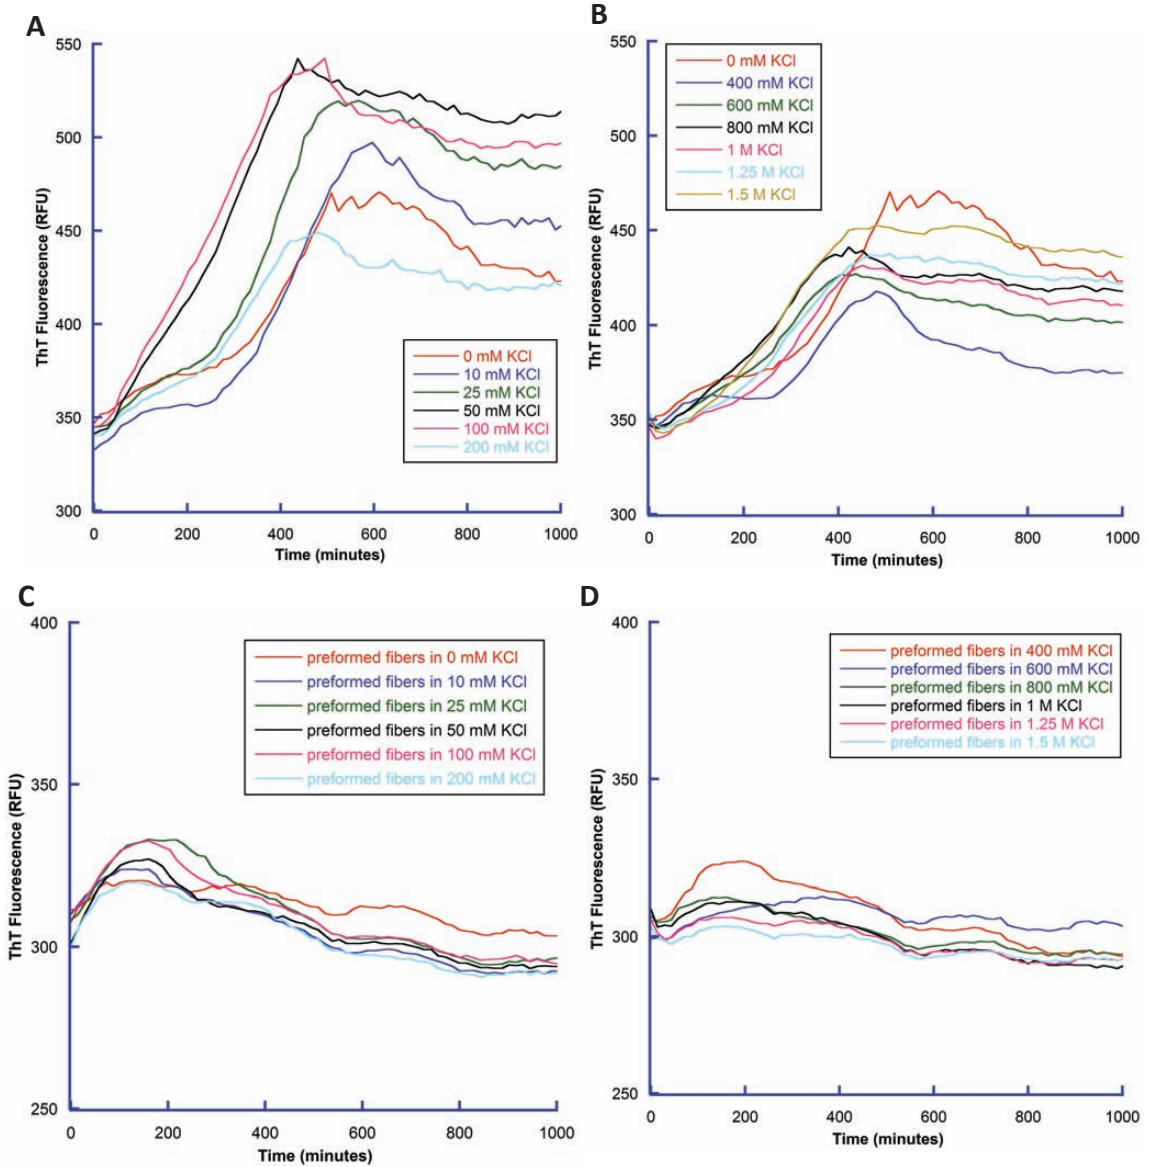 A
550
500
450
400
350
300
0 200 400 600 800 1000
Time (minutes)
ThT Fluorescence (RFU)
0 mM KCl
10 mM KCl
25 mM KCl
50 mM KCl
100 mM KCl
200 mM KCl
B
550
500
450
400
350
300
0 200 400 600 800 1000
Time (minutes)
ThT Fluorescence (RFU)
0 mM KCl
400 mM KCl
600 mM KCl
800 mM KCl
1 M KCl
1.25 M KCl
1.5 M KCl
C
400
350
300
250
0 200 400 600 800 1000
Time (minutes)
ThT Fluorescence (RFU)
preformed fibers in 0 mM KCl
preformed fibers in 10 mM KCl
preformed fibers in 25 mM KCl
preformed fibers in 50 mM KCl
preformed fibers in 100 mM KCl
preformed fibers in 200 mM KCl
D
400
350
300
250
0 200 400 600 800 1000
Time (minutes)
ThT Fluorescence (RFU)
preformed fibers in 400 mM KCl
preformed fibers in 600 mM KCl
preformed fibers in 800 mM KCl
preformed fibers in 1 M KCl
preformed fibers in 1.25 M KCl
preformed fibers in 1.5 M KCl